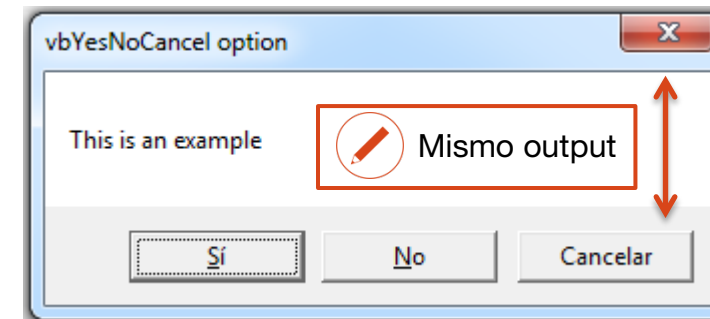 vbYesNoCancel option
This is an example
Mismo output
Sí
No
Cancelar